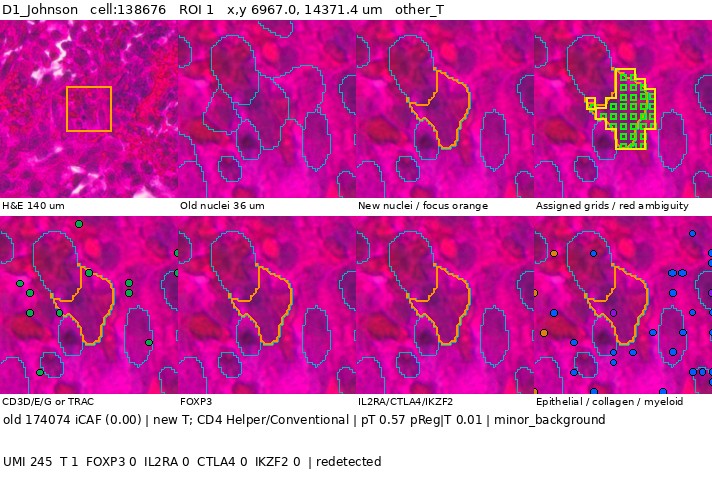 D1_Johnson   cell:138676   ROI 1   x,y 6967.0, 14371.4 um   other_T
H&E 140 um
Old nuclei 36 um
New nuclei / focus orange
Assigned grids / red ambiguity
CD3D/E/G or TRAC
FOXP3
IL2RA/CTLA4/IKZF2
Epithelial / collagen / myeloid
old 174074 iCAF (0.00) | new T; CD4 Helper/Conventional | pT 0.57 pReg|T 0.01 | minor_background
UMI 245  T 1  FOXP3 0  IL2RA 0  CTLA4 0  IKZF2 0  | redetected